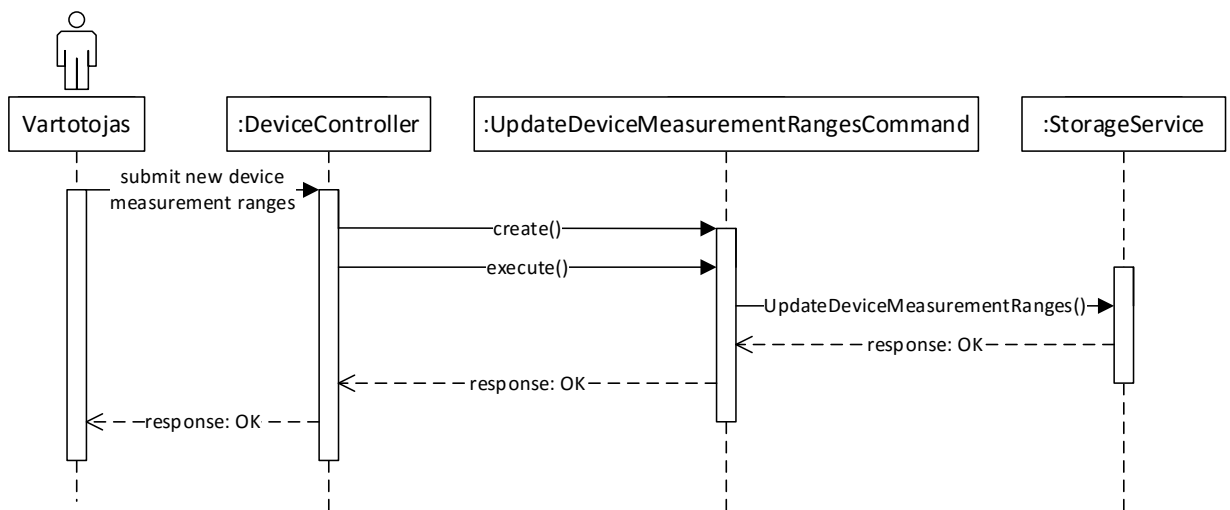 Vartotojas
:DeviceController
:UpdateDeviceMeasurementRangesCommand
:StorageService
submit new device
measurement ranges
create()
execute()
UpdateDeviceMeasurementRanges()
response: OK
response: OK
response: OK